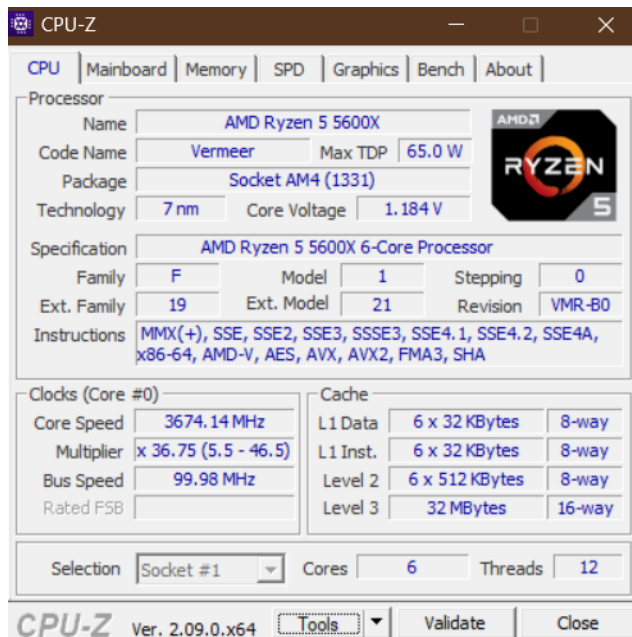 CPU-Z
CPU Mainboard Memory SPD Graphics Bench About
Processor
Name AMD Ryzen 5 5600X
Code Name Vermeer Max TDP 65.0 W
Package Socket AM4 (1331)
Technology 7 nm Core Voltage 1.184 V
AMD
RYZEN
5
Specification AMD Ryzen 5 5600X 6-Core Processor
Family F Model 1 Stepping 0
Ext. Family 19 Ext. Model 21 Revision VMR-B0
Instructions MMX(+), SSE, SSE2, SSE3, SSSE3, SSE4.1, SSE4.2, SSE4A,
x86-64, AMD-V, AES, AVX, AVX2, FMA3, SHA
Clocks (Core #0)
Core Speed 3674.14 MHz
Multiplier x 36.75 (5.5 - 46.5)
Bus Speed 99.98 MHz
Rated FSB
Cache
L1 Data 6 x 32 KBytes 8-way
L1 Inst. 6 x 32 KBytes 8-way
Level 2 6 x 512 KBytes 8-way
Level 3 32 MBytes 16-way
Selection Socket #1 Cores 6 Threads 12
CPU-Z Ver. 2.09.0.x64 Tools Validate Close